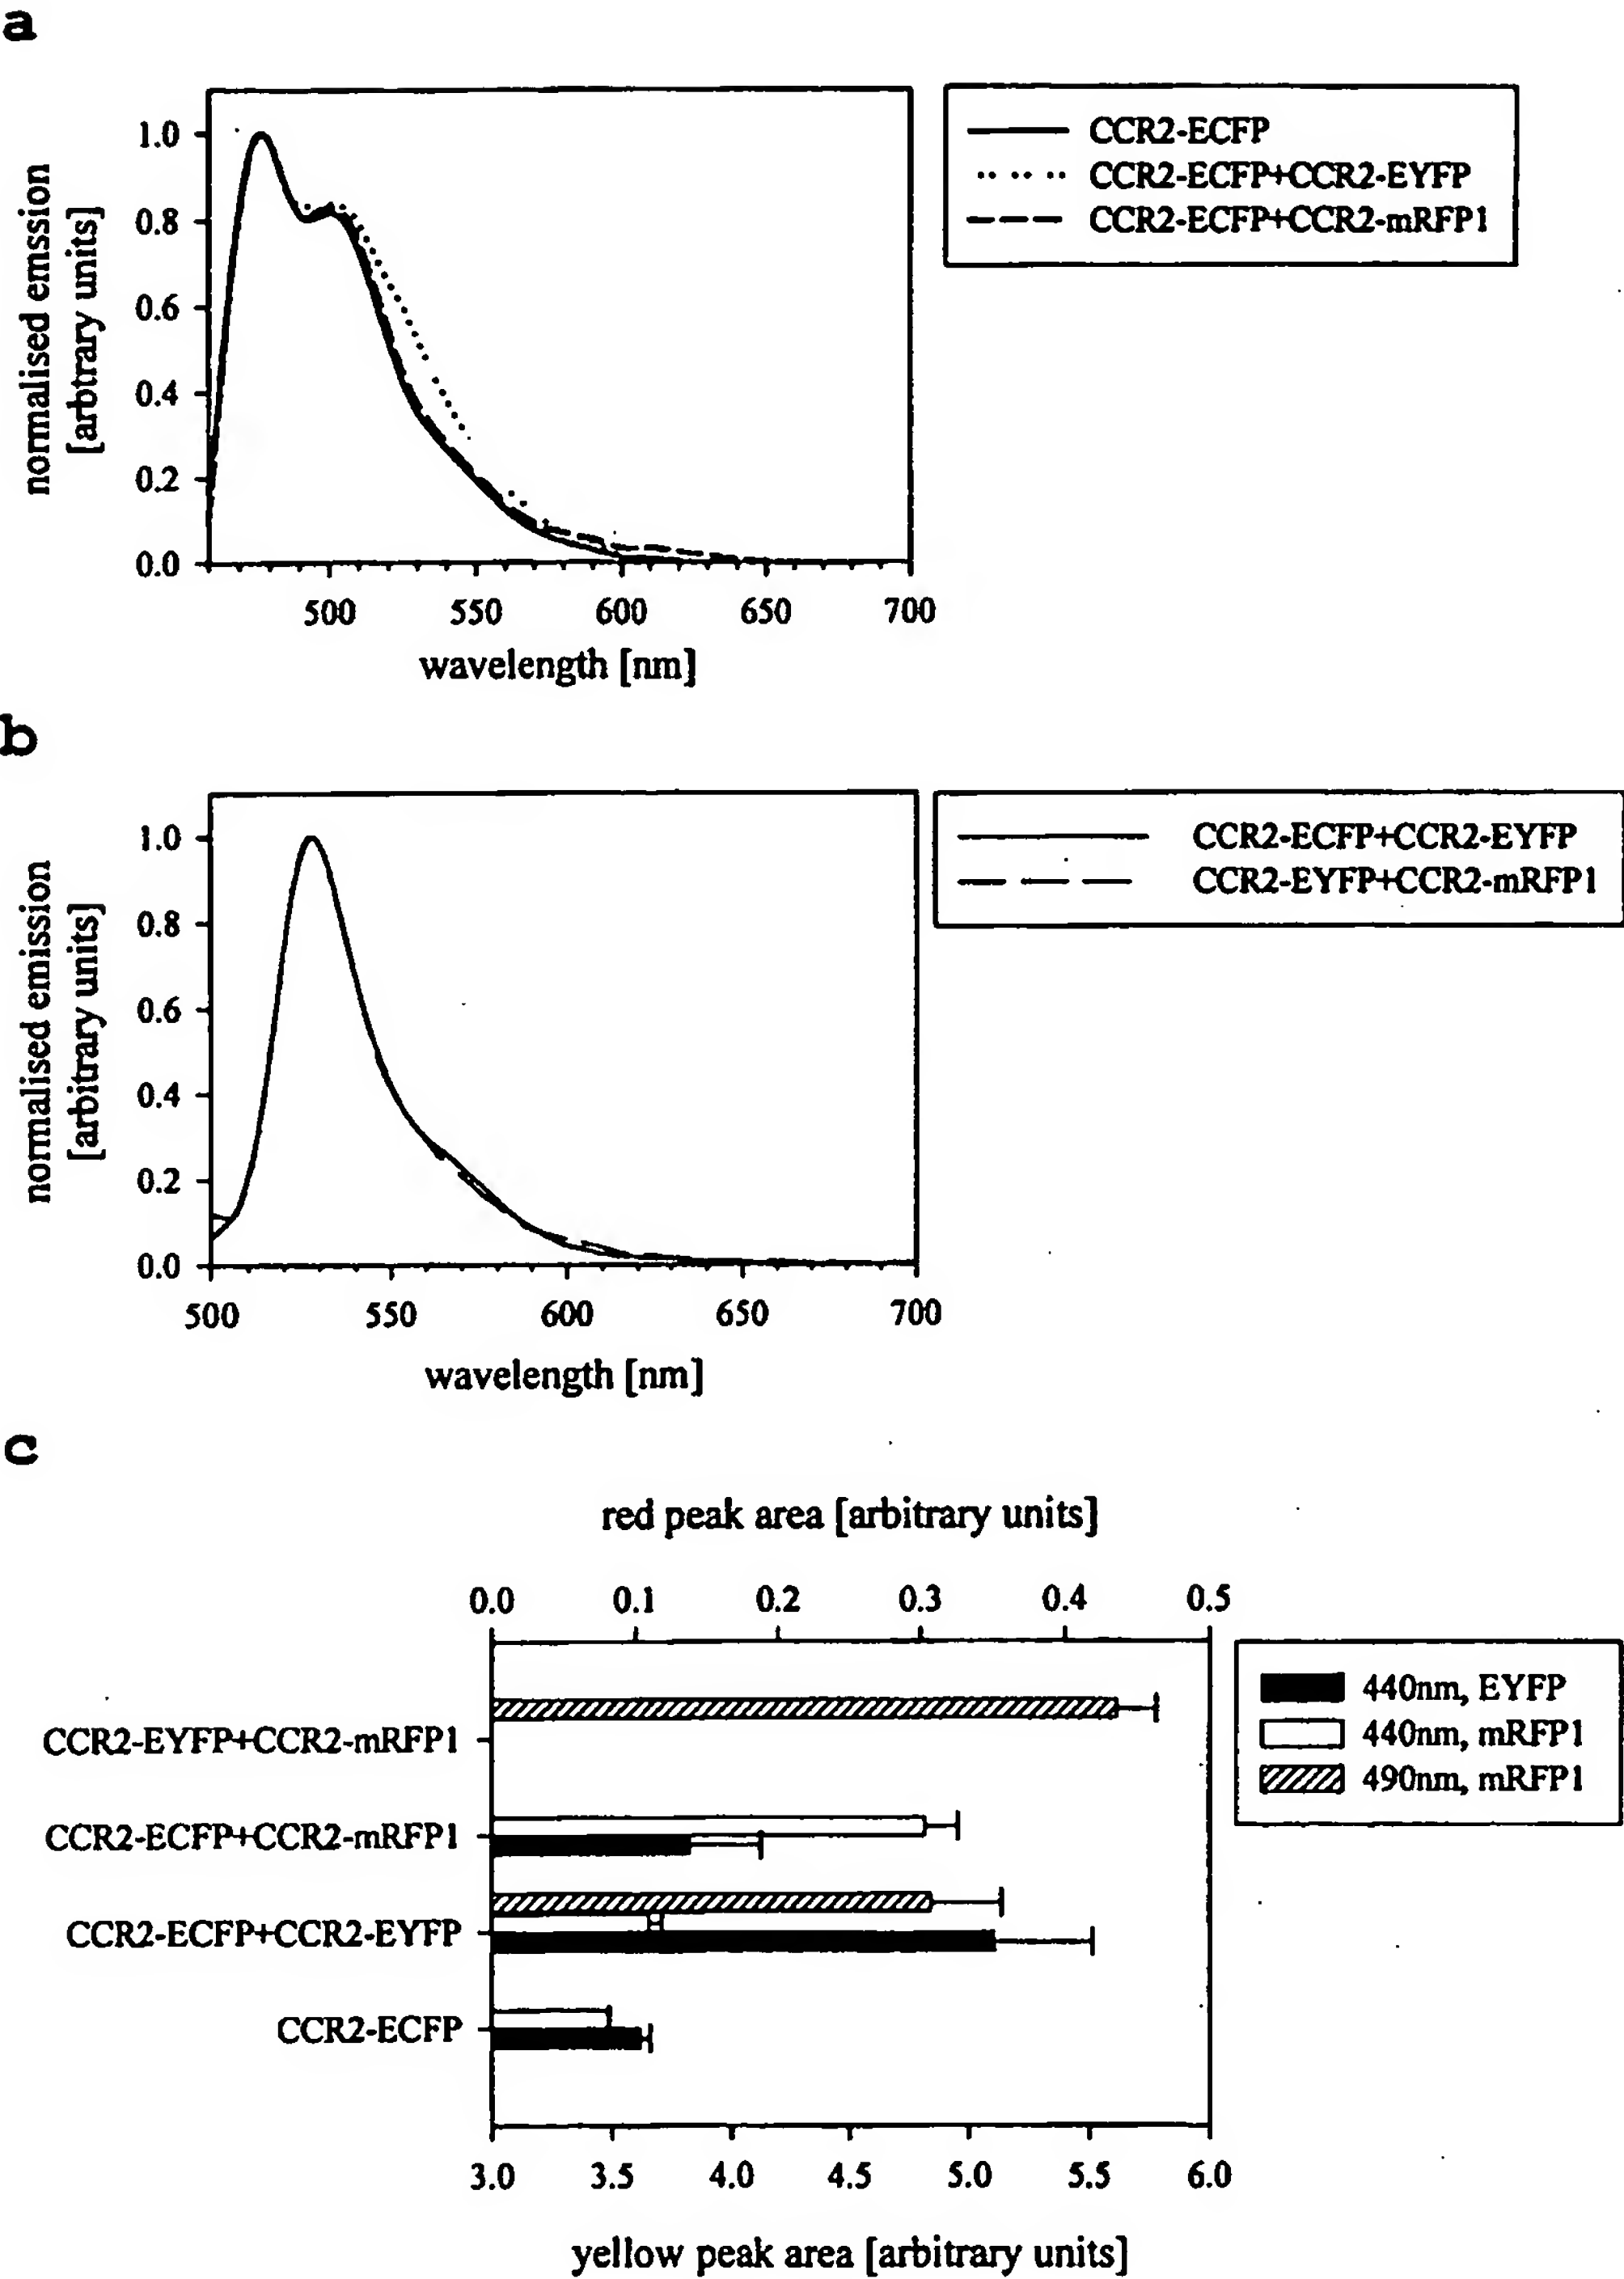 a
normalised emssion
[arbtrary units]
1.0
0.8
0.6
0.4
0.2
0.0
500 550 600 650 700
wavelength [nm]
CCR2-ECFP
CCR2-ECFP+CCR2-EYFP
CCR2-ECFP+CCR2-mRFP1
b
normalised emission
[arbitrary units]
1.0
0.8
0.6
0.4
0.2
0.0
500 550 600 650 700
wavelength [nm]
CCR2-ECFP+CCR2-EYFP
CCR2-EYFP+CCR2-mRFP1
c
red peak area [arbitrary units]
0.0 0.1 0.2 0.3 0.4 0.5
CCR2-EYFP+CCR2-mRFP1
CCR2-ECFP+CCR2-mRFP1
CCR2-ECFP+CCR2-EYFP
CCR2-ECFP
440nm, EYFP
440nm, mRFP1
490nm, mRFP1
3.0 3.5 4.0 4.5 5.0 5.5 6.0
yellow peak area [arbitrary units]